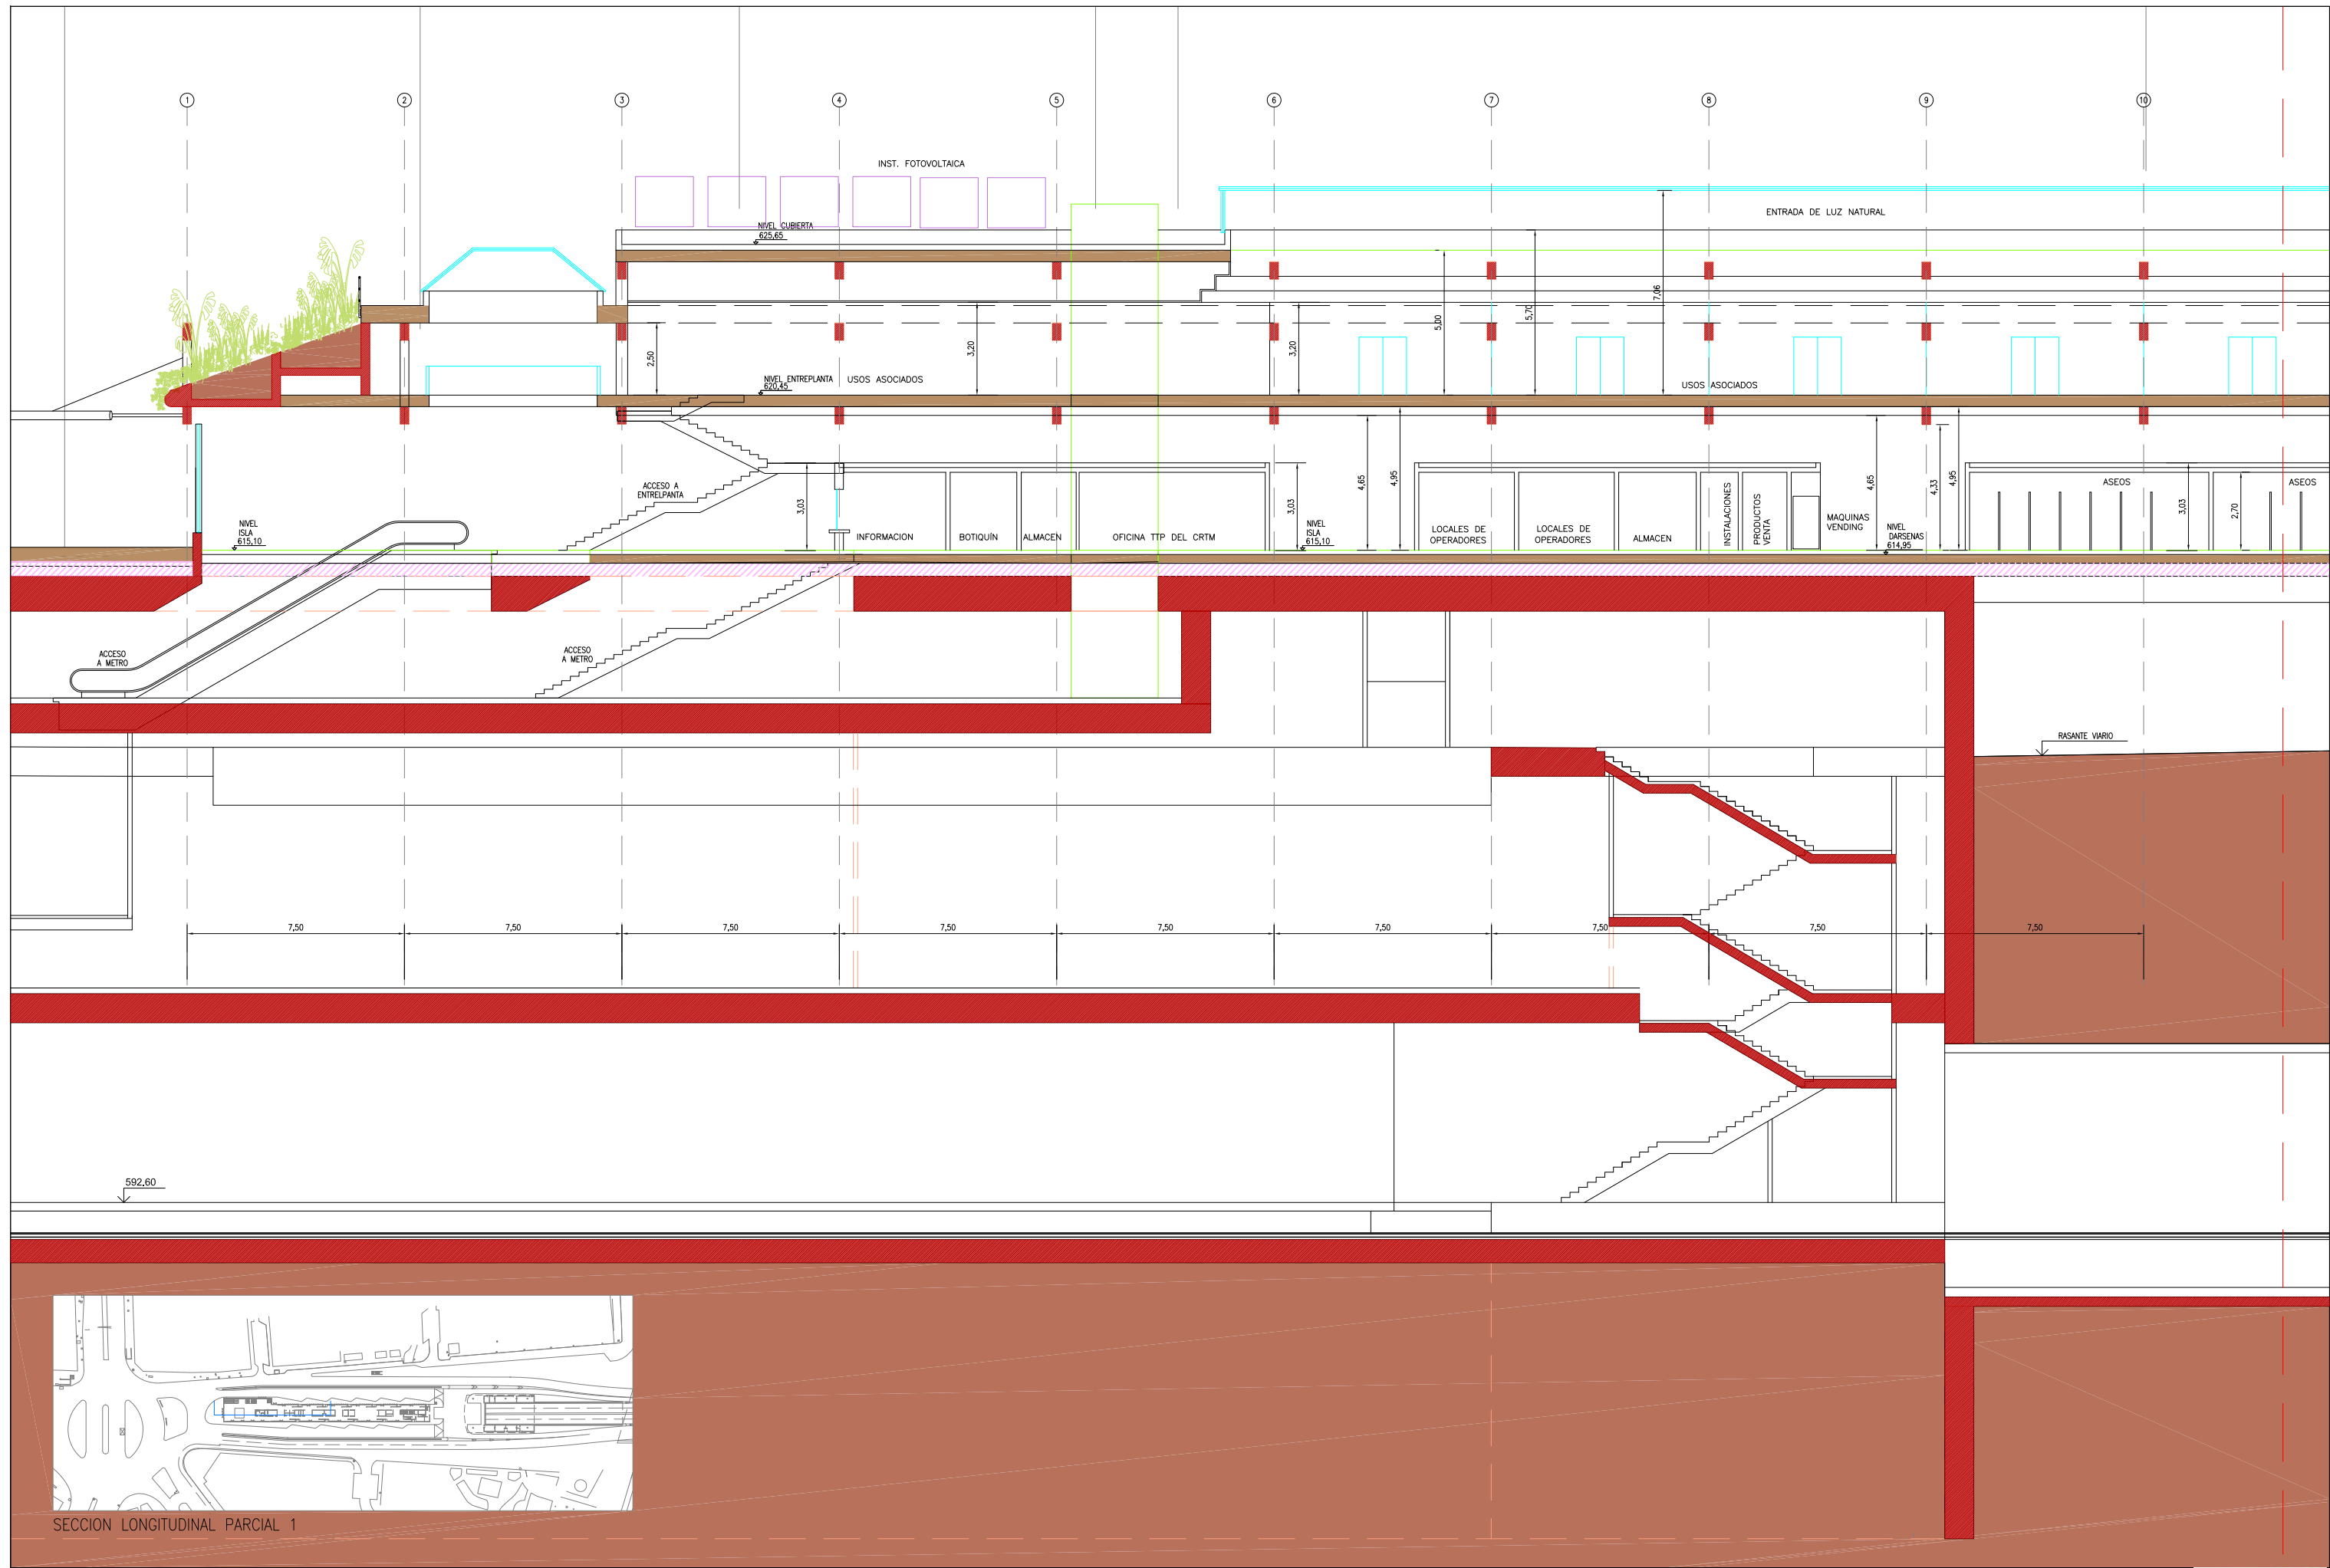 1 2 3 4 5 6 7 8 9 10
INST. FOTOVOLTAICA
NIVEL CUBIERTA
625,65
ENTRADA DE LUZ NATURAL
7,06
5,70
5,00
3,20
3,20
2,50
NIVEL ENTREPLANTA
620,45
USOS ASOCIADOS
USOS ASOCIADOS
ACCESO A
ENTRELPANTA
3,03
3,03
4,65
4,95
4,65
4,33
4,95
3,03
2,70
NIVEL
ISLA
615,10
INFORMACION
BOTIQUÍN
ALMACEN
OFICINA TTP DEL CRTM
NIVEL
ISLA
615,10
LOCALES DE
OPERADORES
LOCALES DE
OPERADORES
ALMACEN
INSTALACIONES
PRODUCTOS
VENTA
MAQUINAS
VENDING
NIVEL
DARSENAS
614,95
ASEOS
ASEOS
ACCESO
A METRO
ACCESO
A METRO
RASANTE VIARIO
7,50 7,50 7,50 7,50 7,50 7,50 7,50 7,50 7,50
592,60
SECCION LONGITUDINAL PARCIAL 1